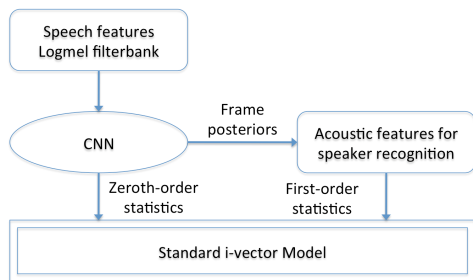 Speech features
Logmel filterbank
Frame
posteriors
CNN
Acoustic features for
speaker recognition
Zeroth-order
statistics
First-order
statistics
Standard i-vector Model